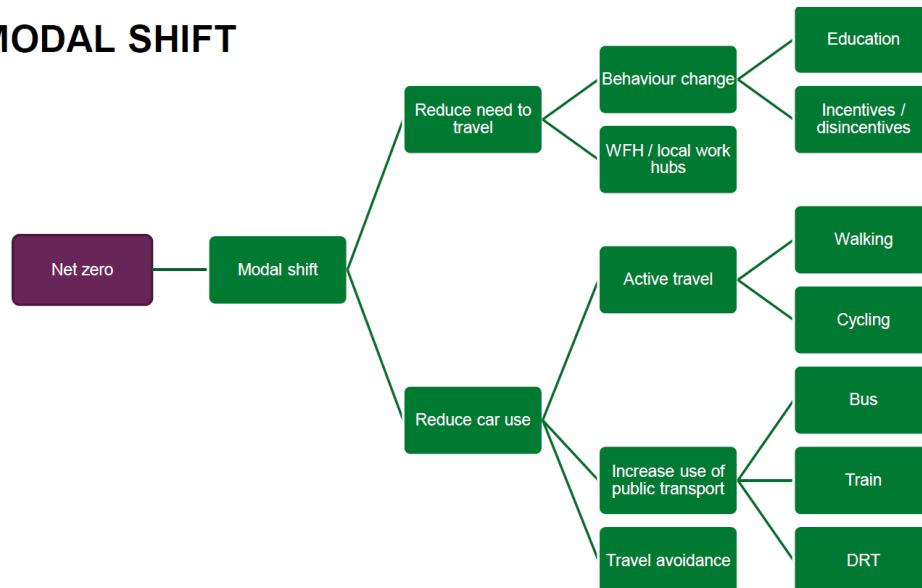 MODAL SHIFT
Education
Behaviour change
Incentives /
disincentives
Reduce need to
travel
WFH / local work
hubs
Net zero
Modal shift
Walking
Active travel
Cycling
Reduce car use
Bus
Increase use of
public transport
Train
Travel avoidance
DRT